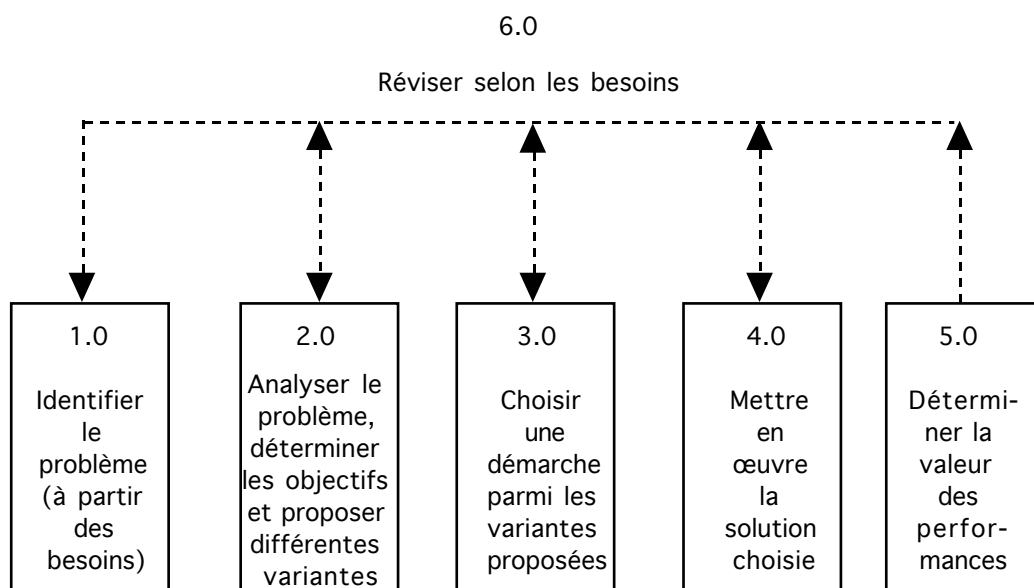 6.0
Réviser selon les besoins
1.0
Identifier
le
problème
(à partir
des
besoins)
2.0
Analyser le
problème,
déterminer
les objectifs
et proposer
différentes
variantes
3.0
Choisir
une
démarche
parmi les
variantes
proposées
4.0
Mettre
en
œuvre
la
solution
choisie
5.0
Détermi-
ner la
valeur
des
perfor-
mances